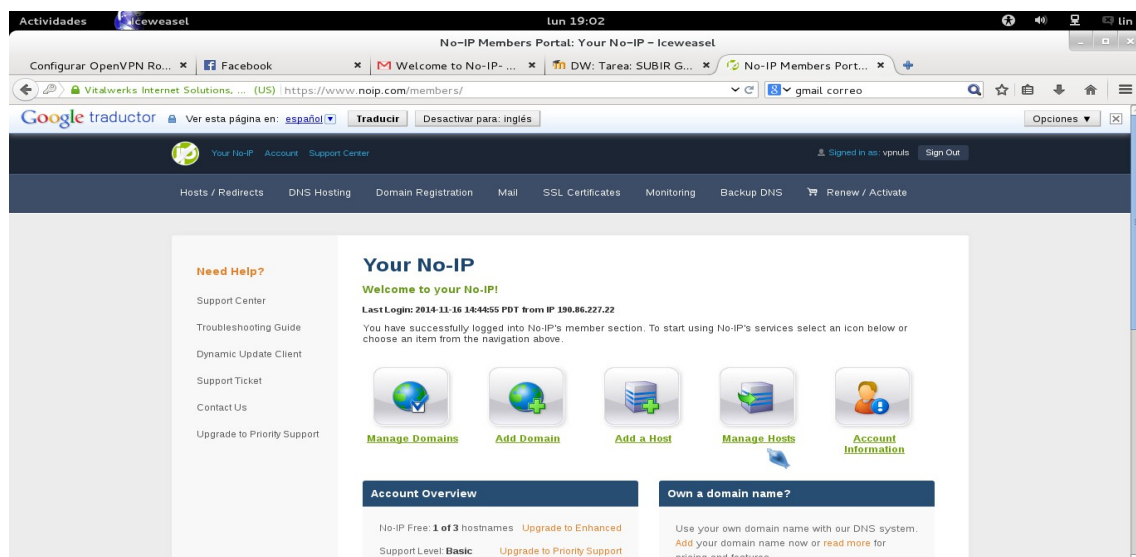 Actividades Iceweasel lun 19:02 lin
No-IP Members Portal: Your No-IP – Iceweasel
Configurar OpenVPN Ro... Facebook Welcome to No-IP- ... DW: Tarea: SUBIR G... No-IP Members Port...
Vitalwerks Internet Solutions, ... (US) https://www.noip.com/members/ gmail correo
Google traductor Ver esta página en: español Traducir Desactivar para: inglés Opciones
Your No-IP Account Support Center Signed in as: vpnuls Sign Out
Hosts / Redirects DNS Hosting Domain Registration Mail SSL Certificates Monitoring Backup DNS Renew / Activate
Need Help?
Support Center
Troubleshooting Guide
Dynamic Update Client
Support Ticket
Contact Us
Upgrade to Priority Support
Your No-IP
Welcome to your No-IP!
Last Login: 2014-11-16 14:44:55 PDT from IP 190.86.227.22
You have successfully logged into No-IP's member section. To start using No-IP's services select an icon below or
choose an item from the navigation above.
Manage Domains Add Domain Add a Host Manage Hosts Account
Information
Account Overview
No-IP Free: 1 of 3 hostnames Upgrade to Enhanced
Support Level: Basic Upgrade to Priority Support
Own a domain name?
Use your own domain name with our DNS system.
Add your domain name now or read more for
pricing and features